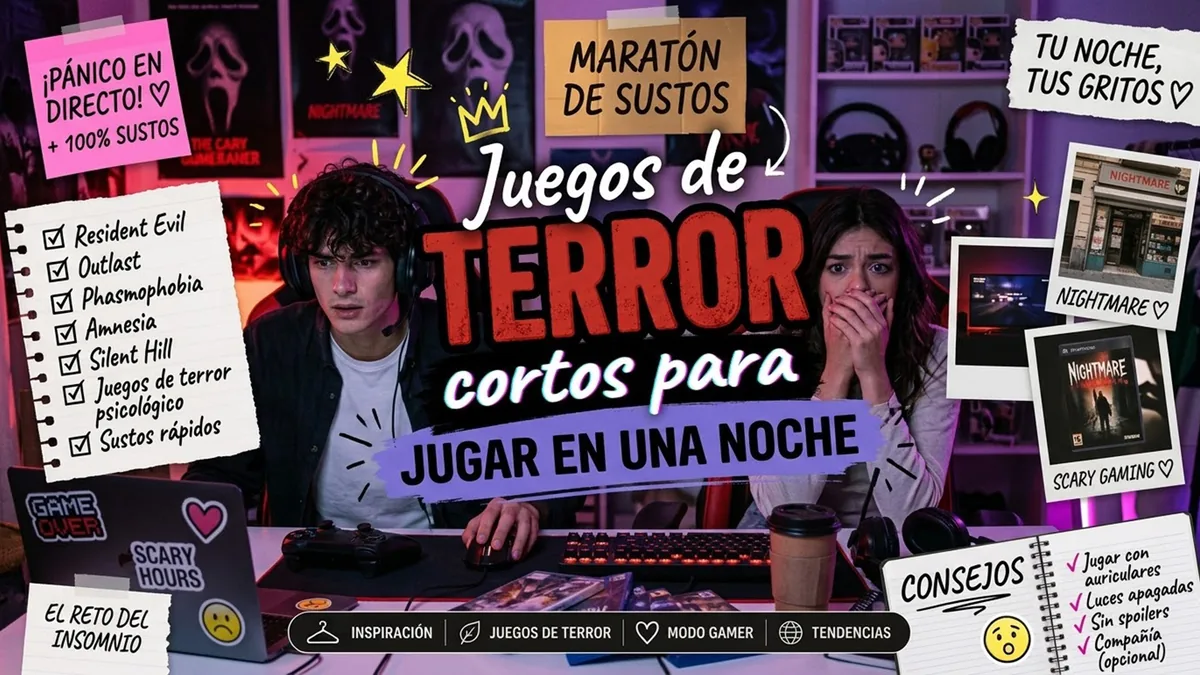 ¡PÁNICO EN
DIRECTO! ♡
+ 100% SUSTOS
MARATÓN
DE SUSTOS
TU NOCHE,
TUS GRITOS ♡
NIGHTMARE
Juegos de
TERROR
cortos para
JUGAR EN UNA NOCHE
Resident Evil
Outlast
Phasmophobia
Amnesia
Silent Hill
Juegos de terror
psicológico
Sustos rápidos
NIGHTMARE
NIGHTMARE ♡
NIGHTMARE
SCARY GAMING ♡
GAME
OVER
SCARY
HOURS
EL RETO DEL
INSOMNIO
CONSEJOS
Jugar con
auriculares
Luces apagadas
Sin spoilers
Compañía
(opcional)
INSPIRACIÓN
JUEGOS DE TERROR
MODO GAMER
TENDENCIAS